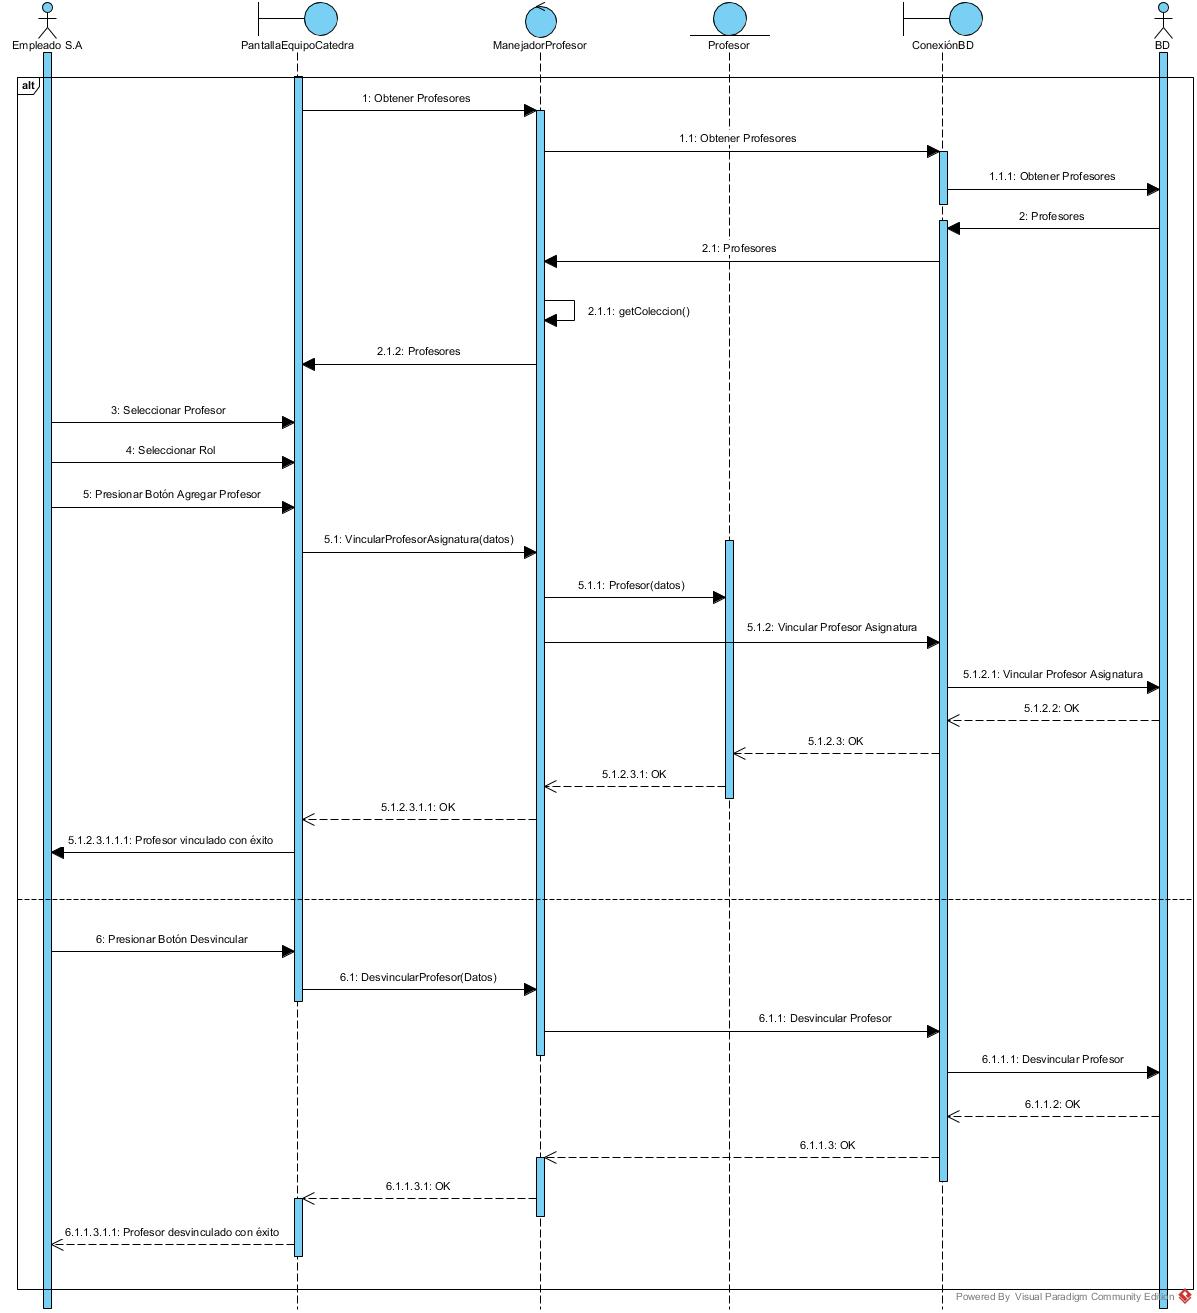 Empleado S.A
PantallaEquipoCatedra
ManejadorProfesor
Profesor
ConexiónBD
BD
alt
1: Obtener Profesores
1.1: Obtener Profesores
1.1.1: Obtener Profesores
2: Profesores
2.1: Profesores
2.1.1: getColeccion()
2.1.2: Profesores
3: Seleccionar Profesor
4: Seleccionar Rol
5: Presionar Botón Agregar Profesor
5.1: VincularProfesorAsignatura(datos)
5.1.1: Profesor(datos)
5.1.2: Vincular Profesor Asignatura
5.1.2.1: Vincular Profesor Asignatura
5.1.2.2: OK
5.1.2.3: OK
5.1.2.3.1: OK
5.1.2.3.1.1: OK
5.1.2.3.1.1.1: Profesor vinculado con éxito
6: Presionar Botón Desvincular
6.1: DesvincularProfesor(Datos)
6.1.1: Desvincular Profesor
6.1.1.1: Desvincular Profesor
6.1.1.2: OK
6.1.1.3: OK
6.1.1.3.1: OK
6.1.1.3.1.1: Profesor desvinculado con éxito
Powered By Visual Paradigm Community Edition